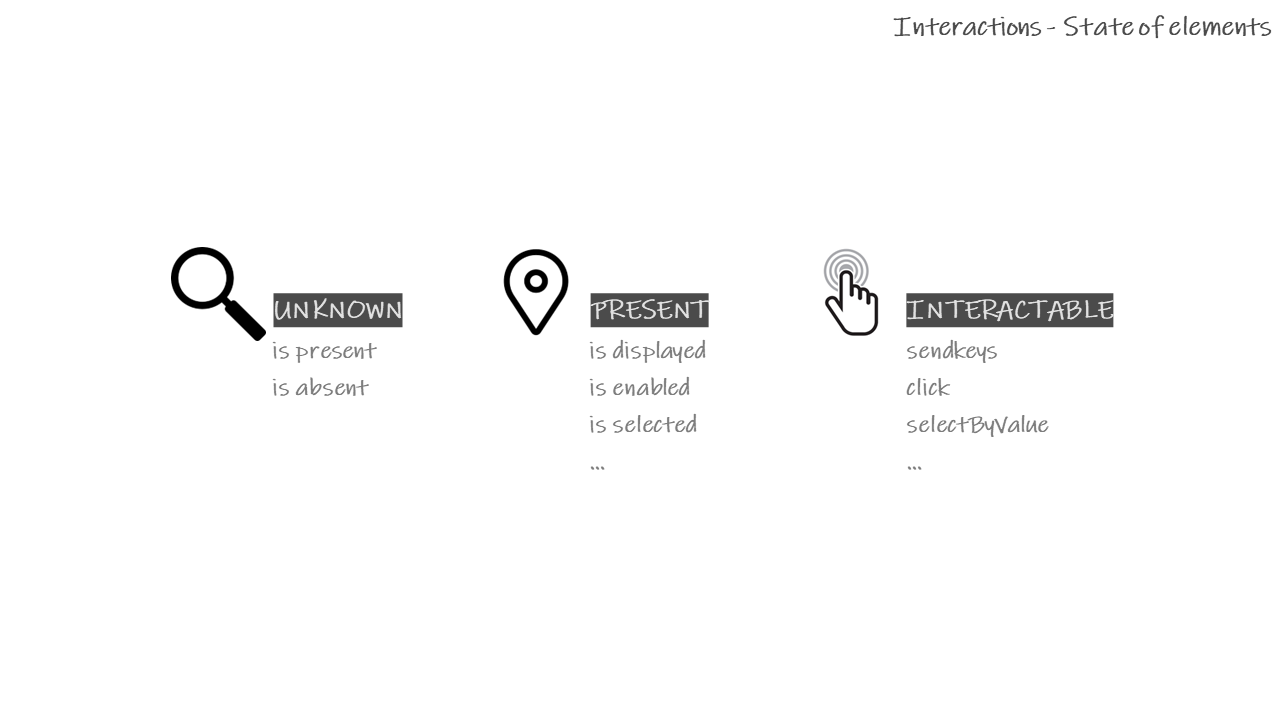 Interactions - State of elements
UNKNOWN
is present
is absent
PRESENT
is displayed
is enabled
is selected
...
INTERACTABLE
sendkeys
click
selectByValue
...